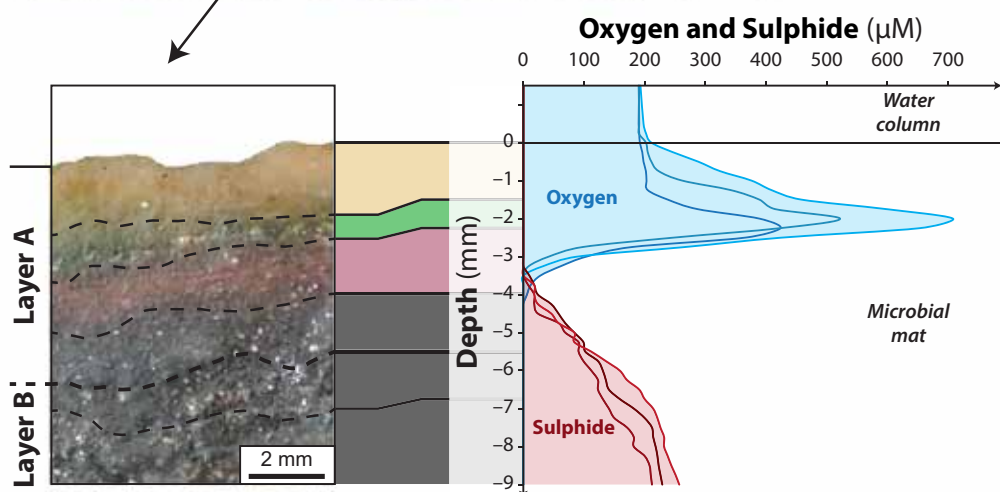 Oxygen and Sulphide (µM)
0 100 200 300 400 500 600 700
Water
column
0
–1
Oxygen
–2
–3
–4
–5
–6
–7
–8
–9
Depth (mm)
Microbial
mat
Sulphide
Layer A
Layer B
2 mm